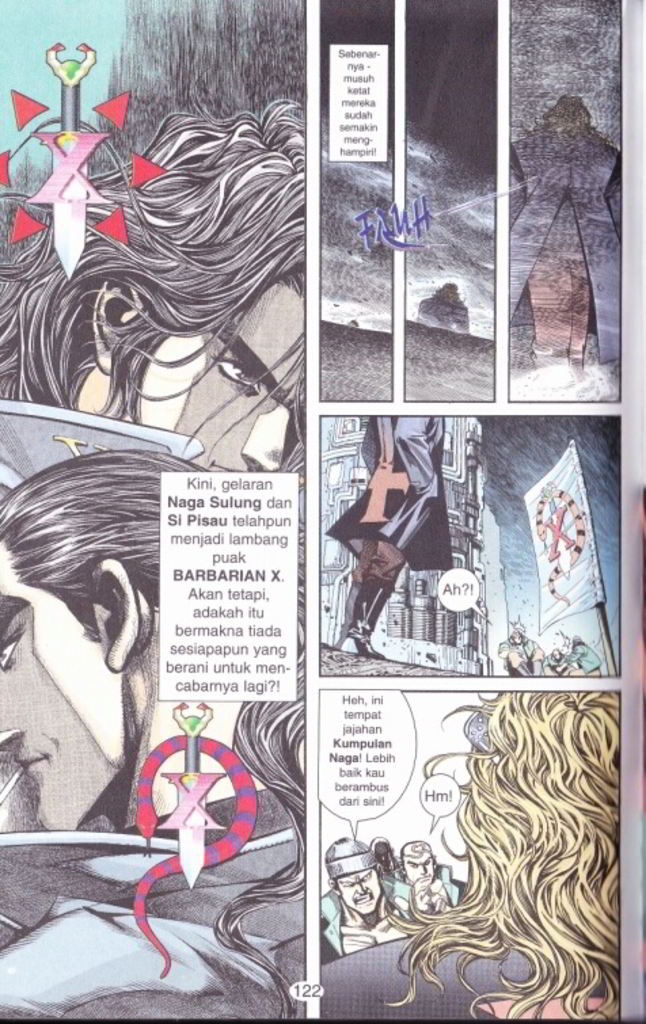 Kini, gelaran
Naga Sulung dan
Si Pisau telahpun
menjadi lambang
puak
BARBARIAN X.
Akan tetapi,
adakah itu
bermakna tiada
sesiapapun yang
berani untuk men-
cabarnya lagi?!
X
X
Sebenar-
nya -
musuh
ketat
mereka
sudah
semakin
meng-
hampiri!
Ah?!
X
Heh, ini
tempat
jajahan
Kumpulan
Naga! Lebih
baik kau
berambus
dari sini!
Hm!
122